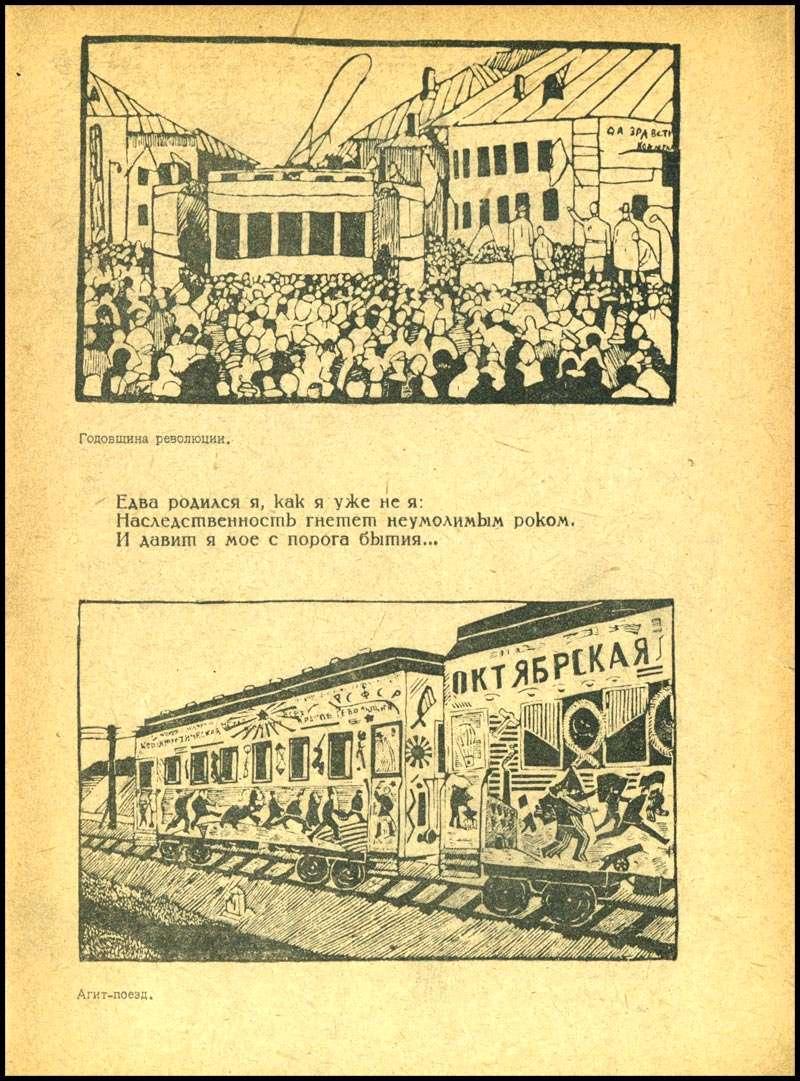 ДА ЗДРАВСТ
Годовщина революции.
Едва родился я, как я уже не я:
Наследственность гнетет неумолимым роком.
И давит я мое с порога бытия...
ОКТЯБРСКАЯ
РСФСР
Агит-поезд.